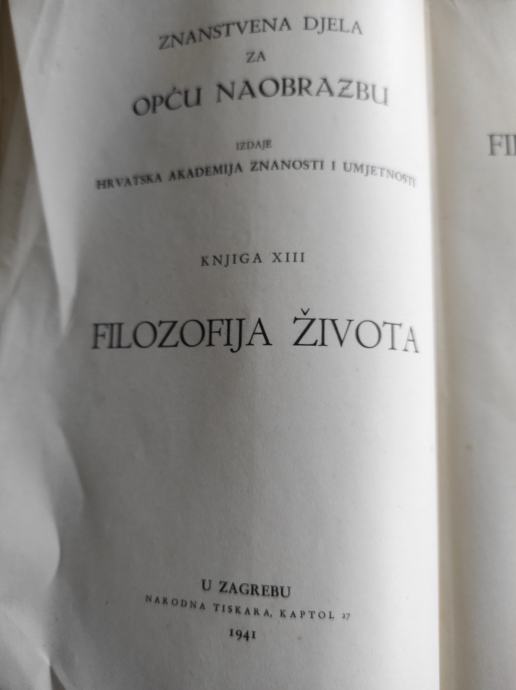 ZNANSTVENA DJELA
ZA
OPĆU NAOBRAZBU
IZDAJE
HRVATSKA AKADEMIJA ZNANOSTI I UMJETNOSTI
KNJIGA XIII
FILOZOFIJA ŽIVOTA
U ZAGREBU
NARODNA TISKARA, KAPTOL 27
1941